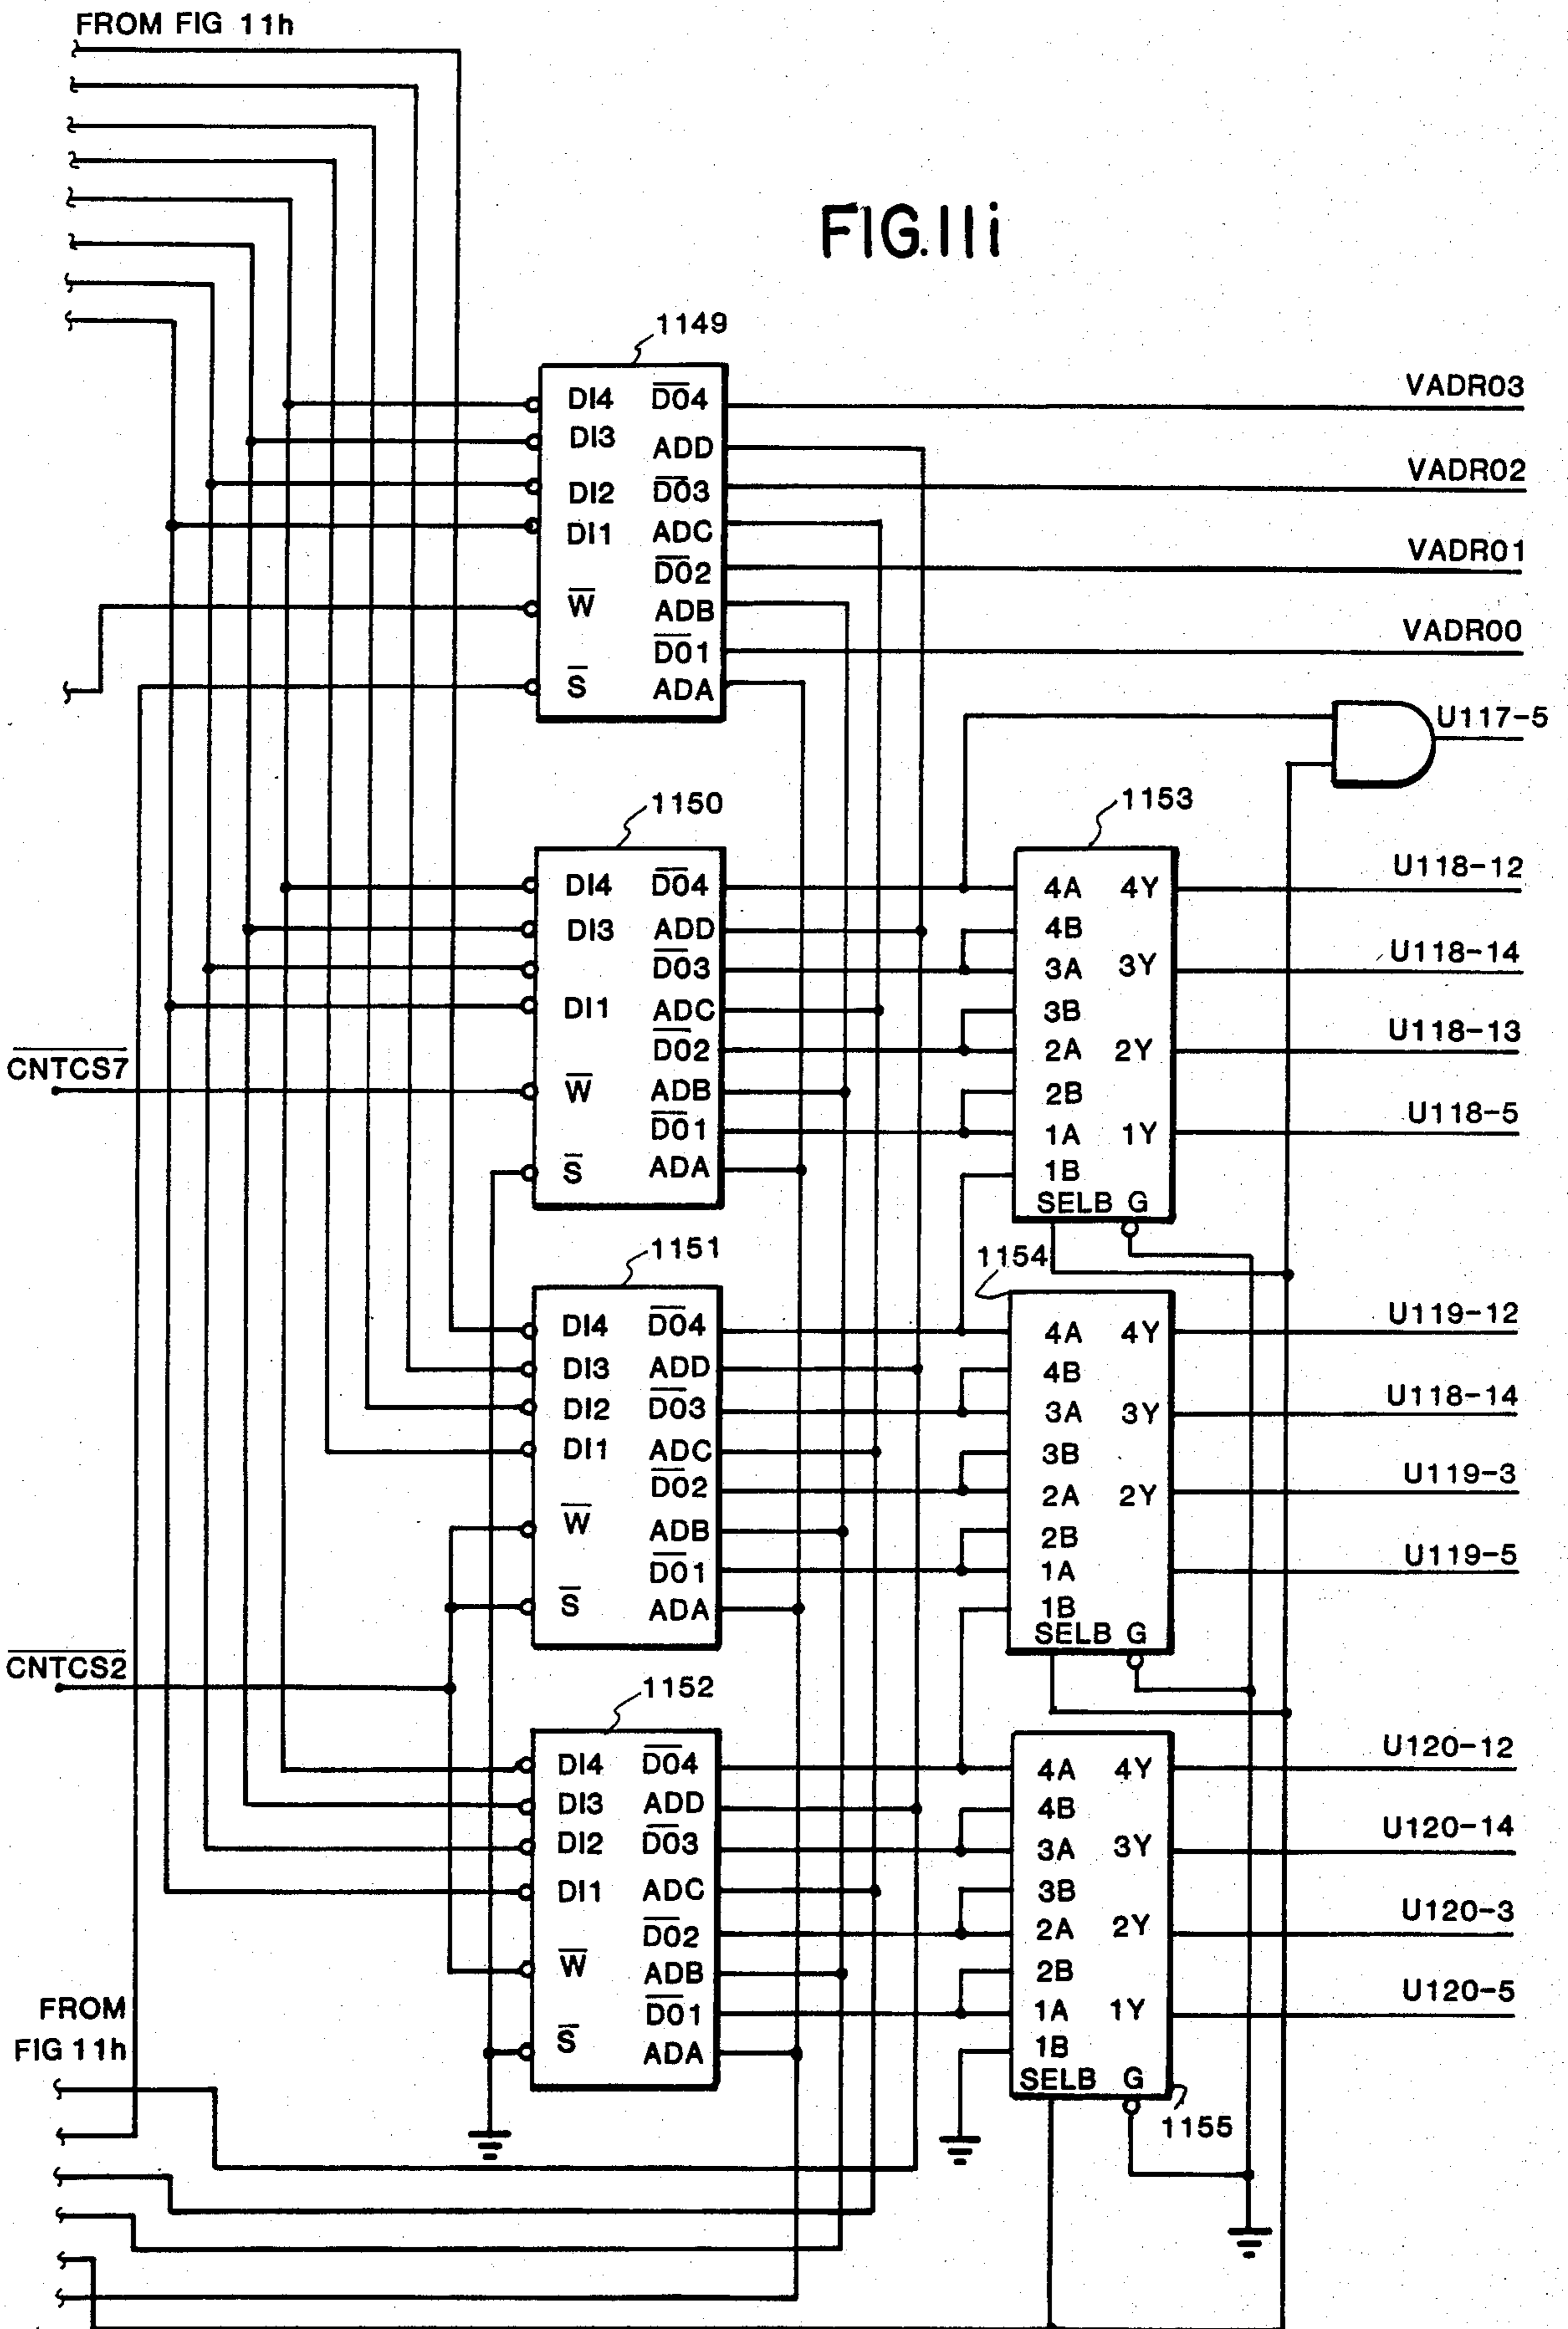 FROM FIG 11h
FIG.11i
1149
DI4 D̅O̅4 VADR03
DI3 ADD
DI2 D̅O̅3 VADR02
DI1 ADC
D̅O̅2 VADR01
W̅ ADB
D̅O̅1 VADR00
S̅ ADA
U117-5
1150
1153
DI4 D̅O̅4 4A 4Y U118-12
DI3 ADD 4B
D̅O̅3 3A 3Y U118-14
DI1 ADC 3B
D̅O̅2 2A 2Y U118-13
C̅N̅T̅C̅S̅7̅ W̅ ADB 2B
D̅O̅1 1A 1Y U118-5
S̅ ADA 1B
SELB G
1151
1154
DI4 D̅O̅4 4A 4Y U119-12
DI3 ADD 4B
DI2 D̅O̅3 3A 3Y U118-14
DI1 ADC 3B
D̅O̅2 2A 2Y U119-3
W̅ ADB 2B
D̅O̅1 1A U119-5
S̅ ADA 1B
SELB G
C̅N̅T̅C̅S̅2̅
1152
DI4 D̅O̅4 4A 4Y U120-12
DI3 ADD 4B
DI2 D̅O̅3 3A 3Y U120-14
DI1 ADC 3B
D̅O̅2 2A 2Y U120-3
W̅ ADB 2B
D̅O̅1 1A 1Y U120-5
S̅ ADA 1B
SELB G
1155
FROM
FIG 11h